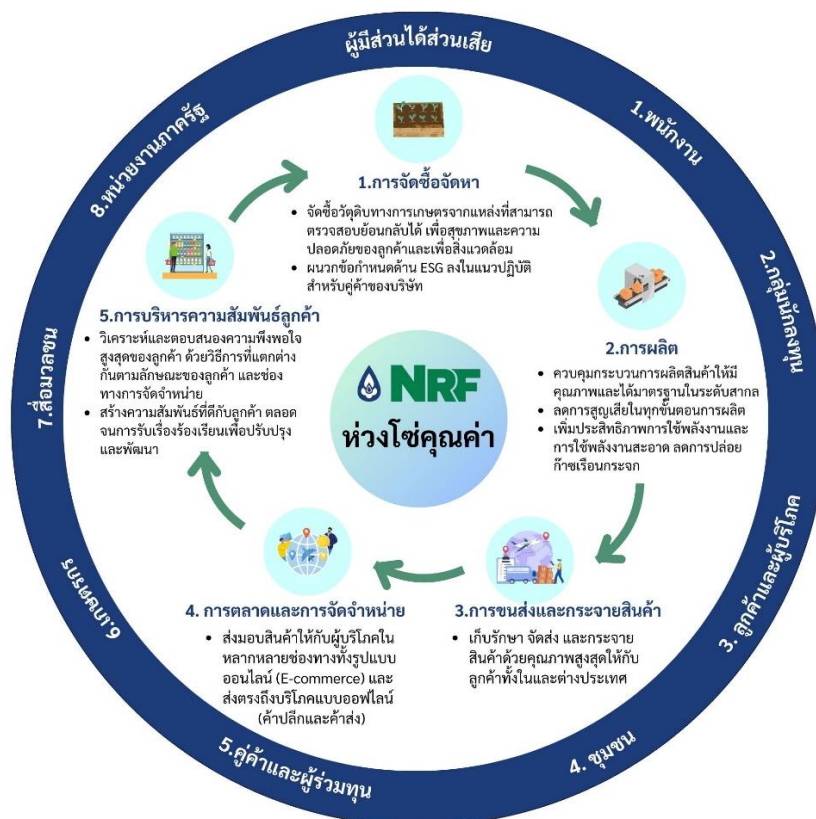 ผู้มีส่วนได้ส่วนเสีย
1.พนักงาน
2.กลุ่มนักลงทุน
3. ลูกค้าและผู้บริโภค
4. ชุมชน
5.คู่ค้าและผู้ร่วมทุน
6.เกษตรกร
7.สื่อมวลชน
8.หน่วยงานภาครัฐ
NRF
ห่วงโซ่คุณค่า
1.การจัดซื้อจัดหา
• จัดซื้อวัตุดิบทางการเกษตรจากแหล่งที่สามารถ
ตรวจสอบย้อนกลับได้ เพื่อสุขภาพและความ
ปลอดภัยของลูกค้าและเพื่อสิ่งแวดล้อม
• ผนวกข้อกำหนดด้าน ESG ลงในแนวปฏิบัติ
สำหรับคู่ค้าของบริษัท
2.การผลิต
• ควบคุมกระบวนการผลิตสินค้าให้มี
คุณภาพและได้มาตรฐานในระดับสากล
• ลดการสูญเสียในทุกขั้นตอนการผลิต
• เพิ่มประสิทธิภาพการใช้พลังงานและ
การใช้พลังงานสะอาด ลดการปล่อย
ก๊าซเรือนกระจก
3.การขนส่งและกระจายสินค้า
• เก็บรักษา จัดส่ง และกระจาย
สินค้าด้วยคุณภาพสูงสุดให้กับ
ลูกค้าทั้งในและต่างประเทศ
4. การตลาดและการจัดจำหน่าย
• ส่งมอบสินค้าให้กับผู้บริโภคใน
หลากหลายช่องทางทั้งรูปแบบ
ออนไลน์ (E-commerce) และ
ส่งตรงถึงบริโภคแบบออฟไลน์
(ค้าปลีกและค้าส่ง)
5.การบริหารความสัมพันธ์ลูกค้า
• วิเคราะห์และตอบสนองความพึงพอใจ
สูงสุดของลูกค้า ด้วยวิธีการที่แตกต่าง
กันตามลักษณะของลูกค้า และช่อง
ทางการจัดจำหน่าย
• สร้างความสัมพันธ์ที่ดีกับลูกค้า ตลอด
จนการรับเรื่องร้องเรียนเพื่อปรับปรุง
และพัฒนา